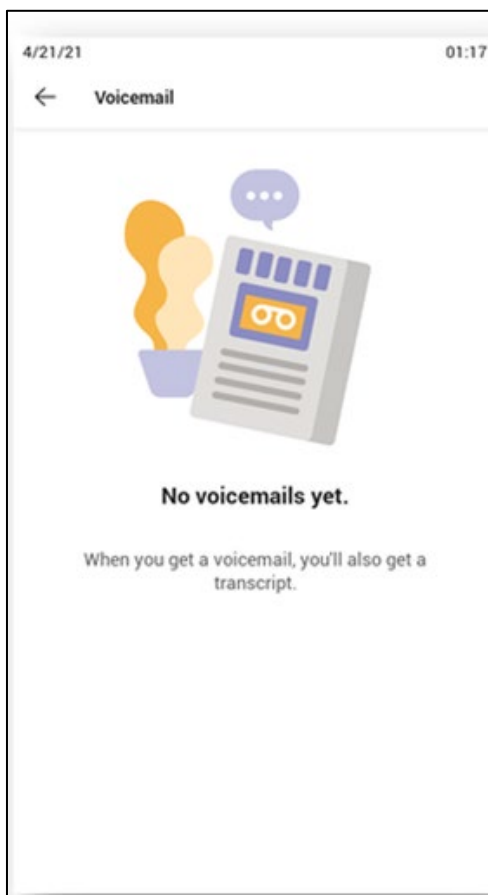 4/21/21 01:17
Voicemail
No voicemails yet.
When you get a voicemail, you'll also get a
transcript.